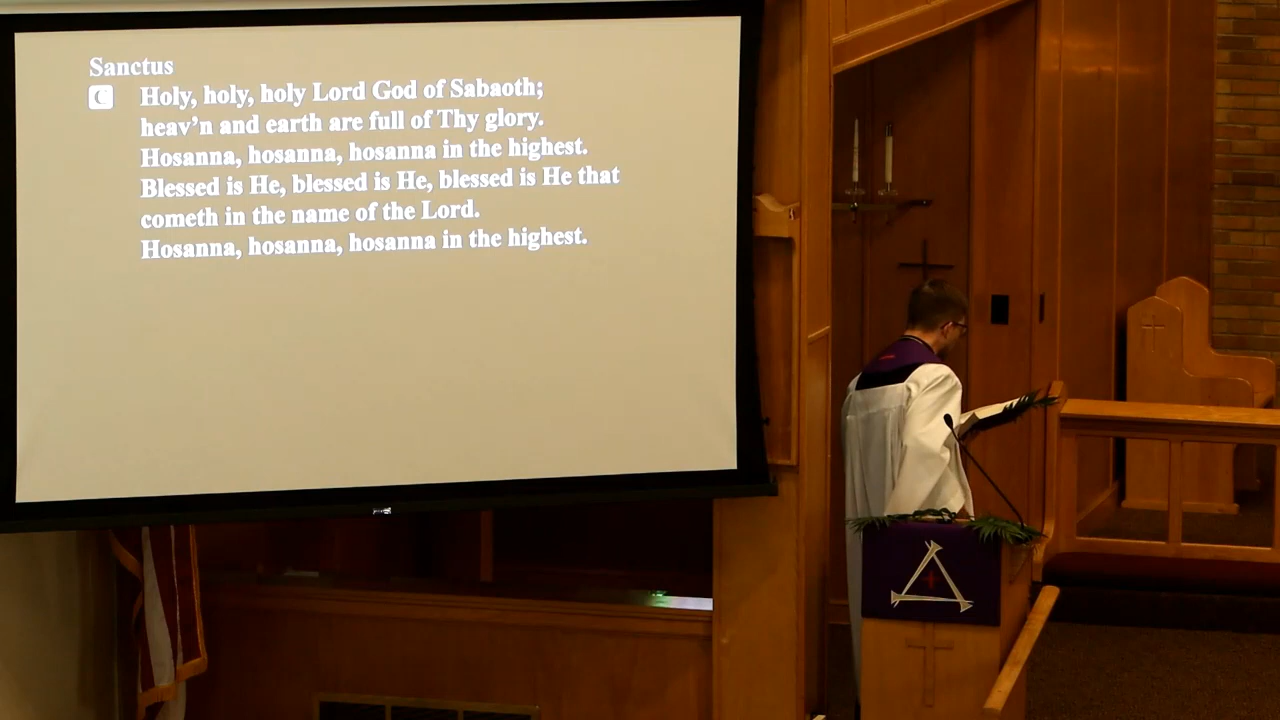 Sanctus
C Holy, holy, holy Lord God of Sabaoth;
heav'n and earth are full of Thy glory.
Hosanna, hosanna, hosanna in the highest.
Blessed is He, blessed is He, blessed is He that
cometh in the name of the Lord.
Hosanna, hosanna, hosanna in the highest.